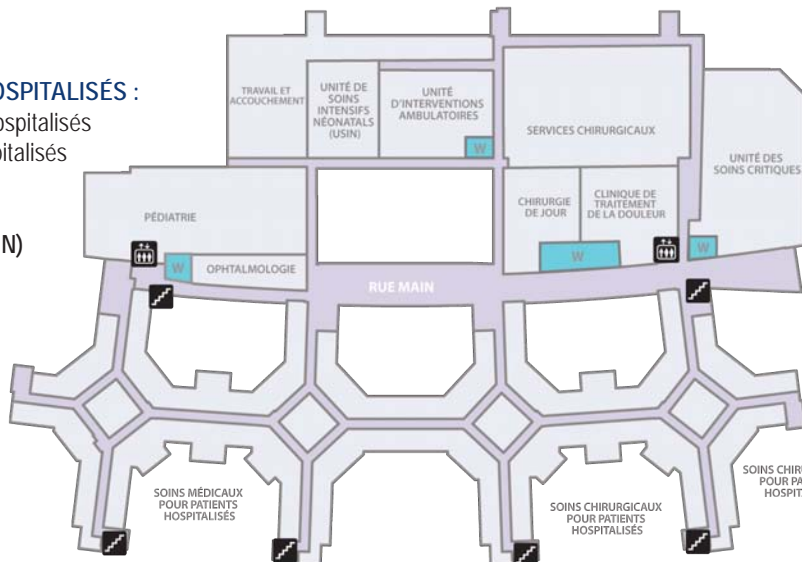 OSPITALISÉS :
ospitalisés
pitalisés
N)
TRAVAIL ET
ACCOUCHEMENT
UNITÉ DE
SOINS
INTENSIFS
NÉONATALS
(USIN)
UNITÉ
D'INTERVENTIONS
AMBULATOIRES
W
SERVICES CHIRURGICAUX
UNITÉ DES
SOINS CRITIQUES
PÉDIATRIE
CHIRURGIE
DE JOUR
CLINIQUE DE
TRAITEMENT
DE LA DOULEUR
W
W
W
OPHTALMOLOGIE
RUE MAIN
SOINS MÉDICAUX
POUR PATIENTS
HOSPITALISÉS
SOINS CHIRURGICAUX
POUR PATIENTS
HOSPITALISÉS
SOINS CHIRU
POUR PA
HOSPIT